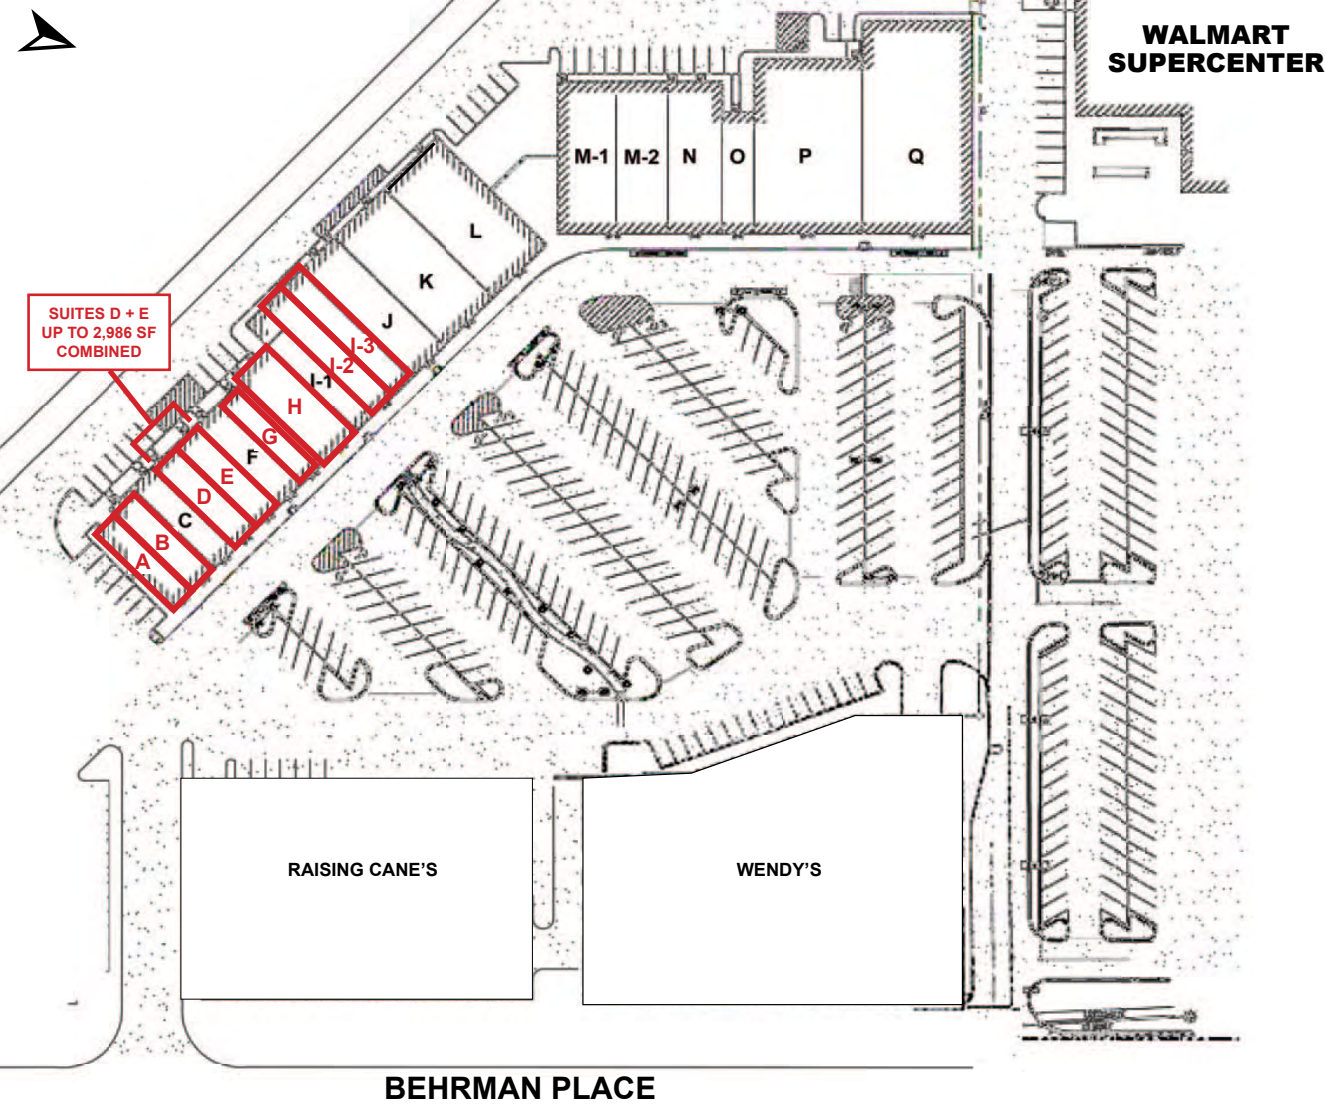 WALMART
SUPERCENTER
M-1
M-2
N
O
P
Q
L
K
J
I-3
I-2
I-1
H
G
F
E
D
C
B
A
SUITES D + E
UP TO 2,986 SF
COMBINED
RAISING CANE'S
WENDY'S
BEHRMAN PLACE